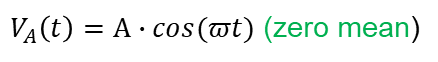 V_A(t) = A · cos(ϖt) (zero mean)